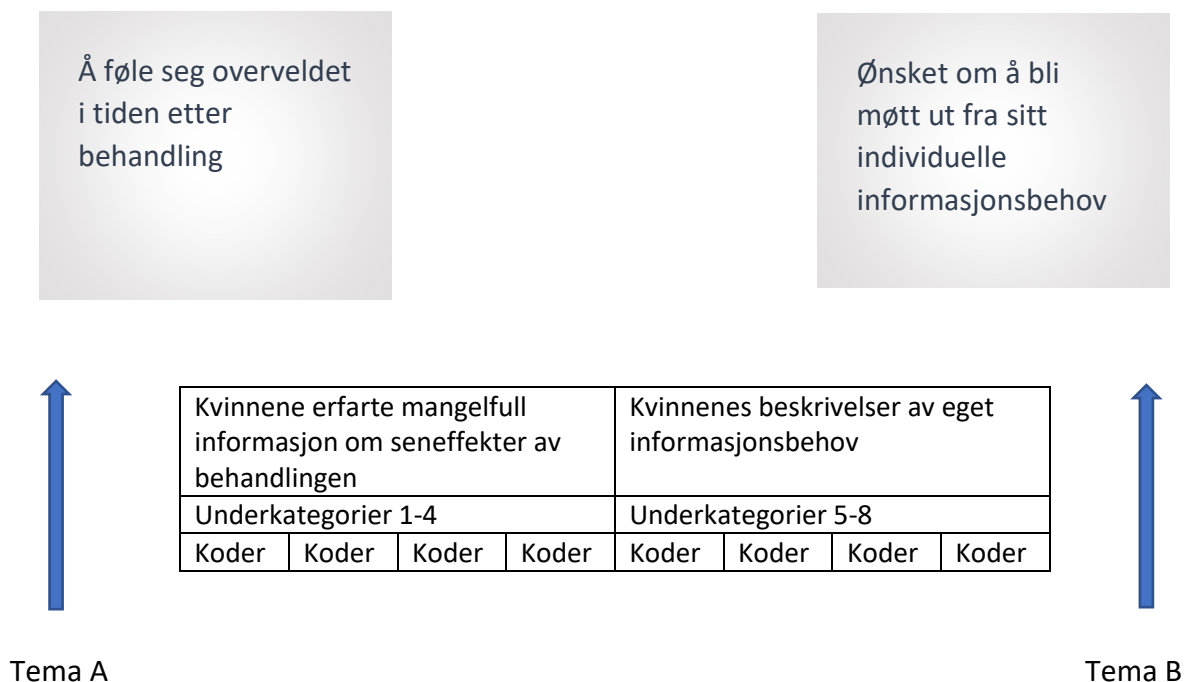 Å føle seg overveldet
i tiden etter
behandling
Ønsket om å bli
møtt ut fra sitt
individuelle
informasjonsbehov
Kvinnene erfarte mangelfull
informasjon om seneffekter av
behandlingen
Kvinnenes beskrivelser av eget
informasjonsbehov
Underkategorier 1-4
Underkategorier 5-8
Koder Koder Koder Koder Koder Koder Koder Koder
Tema A
Tema B